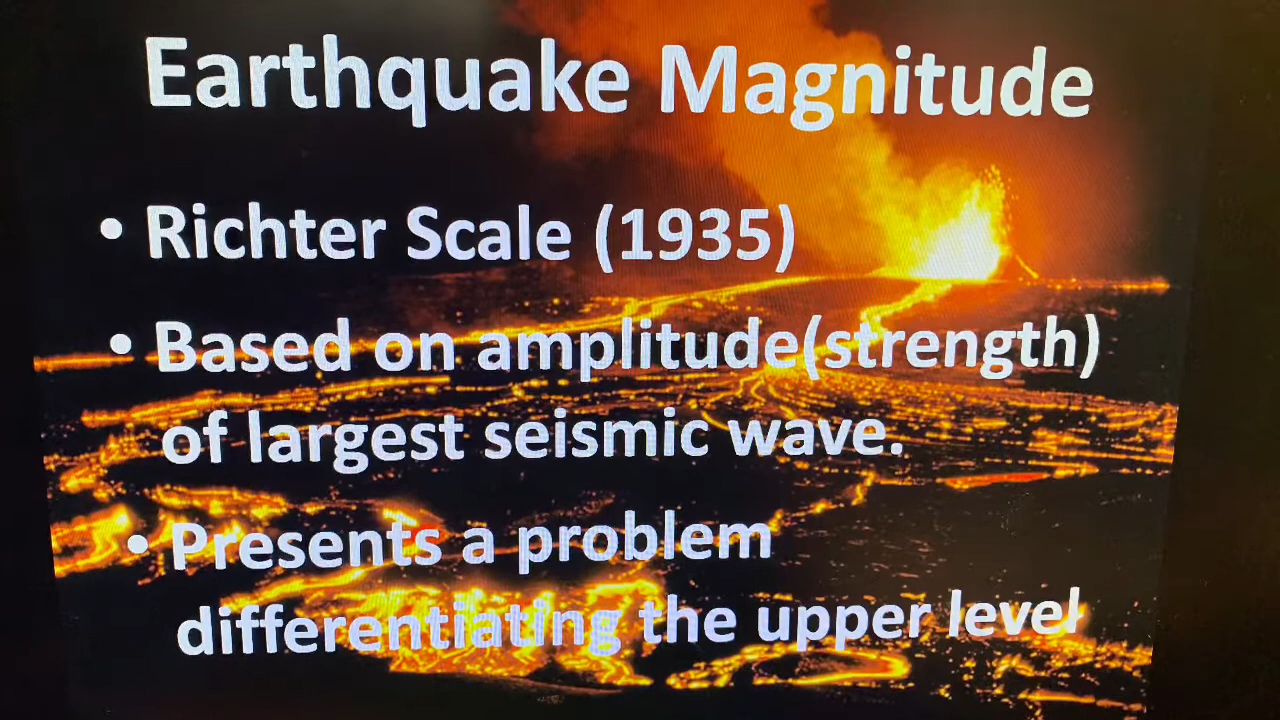 Earthquake Magnitude
• Richter Scale (1935)
• Based on amplitude(strength)
of largest seismic wave.
• Presents a problem
differentiating the upper level